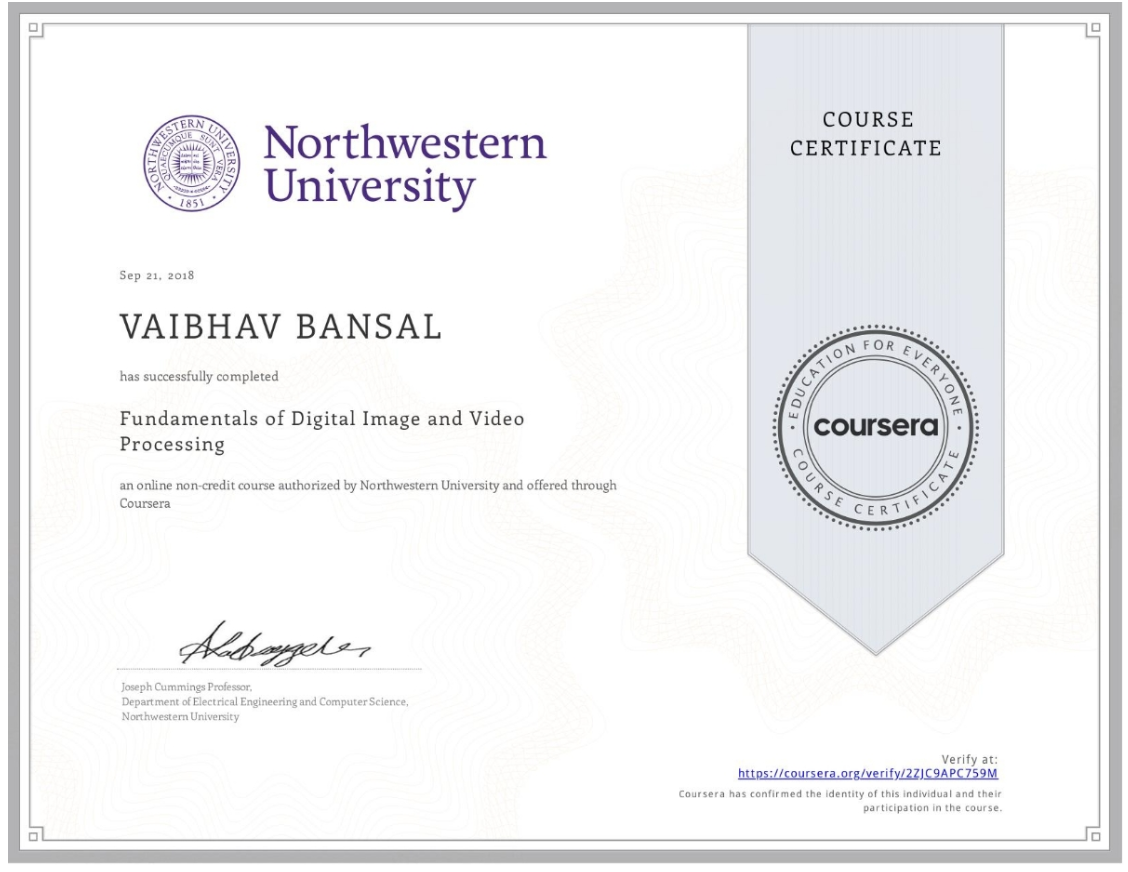 Northwestern
University
NORTHWESTERN UNIVERSITY
QUAECUMQUE SUNT VERA
1851
COURSE
CERTIFICATE
Sep 21, 2018
VAIBHAV BANSAL
has successfully completed
Fundamentals of Digital Image and Video
Processing
an online non-credit course authorized by Northwestern University and offered through
Coursera
EDUCATION FOR EVERYONE
coursera
COURSE CERTIFICATE
Joseph Cummings Professor,
Department of Electrical Engineering and Computer Science,
Northwestern University
Verify at:
https://coursera.org/verify/2ZJC9APC759M
Coursera has confirmed the identity of this individual and their
participation in the course.